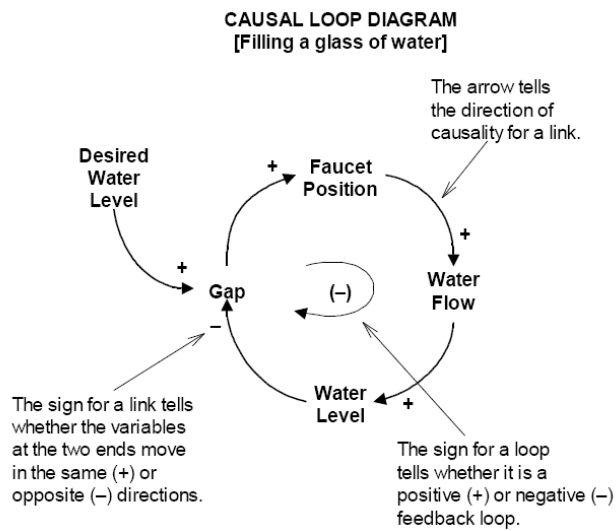 CAUSAL LOOP DIAGRAM
[Filling a glass of water]
The arrow tells
the direction of
causality for a link.
Desired
Water
Level
+
Faucet
Position
+
+
Gap
(–)
Water
Flow
–
Water
Level
+
The sign for a link tells
whether the variables
at the two ends move
in the same (+) or
opposite (–) directions.
The sign for a loop
tells whether it is a
positive (+) or negative (–)
feedback loop.